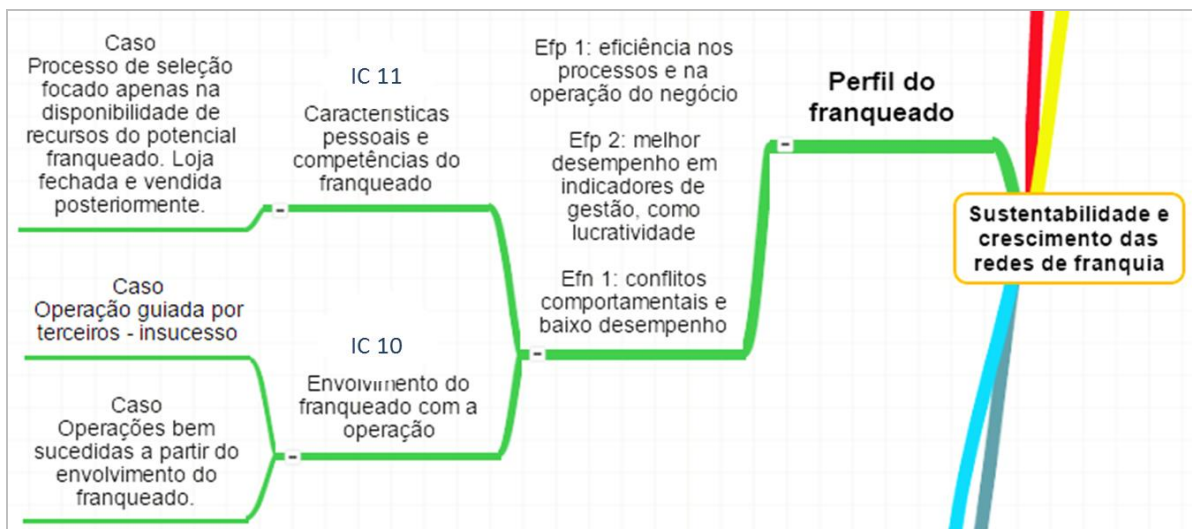 Caso
Processo de seleção
focado apenas na
disponibilidade de
recursos do potencial
franqueado. Loja
fechada e vendida
posteriormente.
IC 11
Características
pessoais e
competências do
franqueado
Efp 1: eficiência nos
processos e na
operação do negócio
Efp 2: melhor
desempenho em
indicadores de
gestão, como
lucratividade
Efn 1: conflitos
comportamentais e
baixo desempenho
Perfil do
franqueado
Sustentabilidade e
crescimento das
redes de franquia
Caso
Operação guiada por
terceiros - insucesso
IC 10
Envolvimento do
franqueado com a
operação
Caso
Operações bem
sucedidas a partir do
envolvimento do
franqueado.